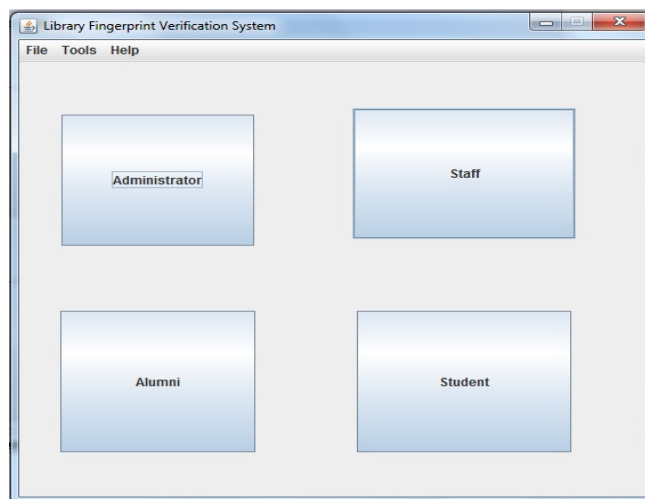 Library Fingerprint Verification System
File Tools Help
Administrator
Staff
Alumni
Student